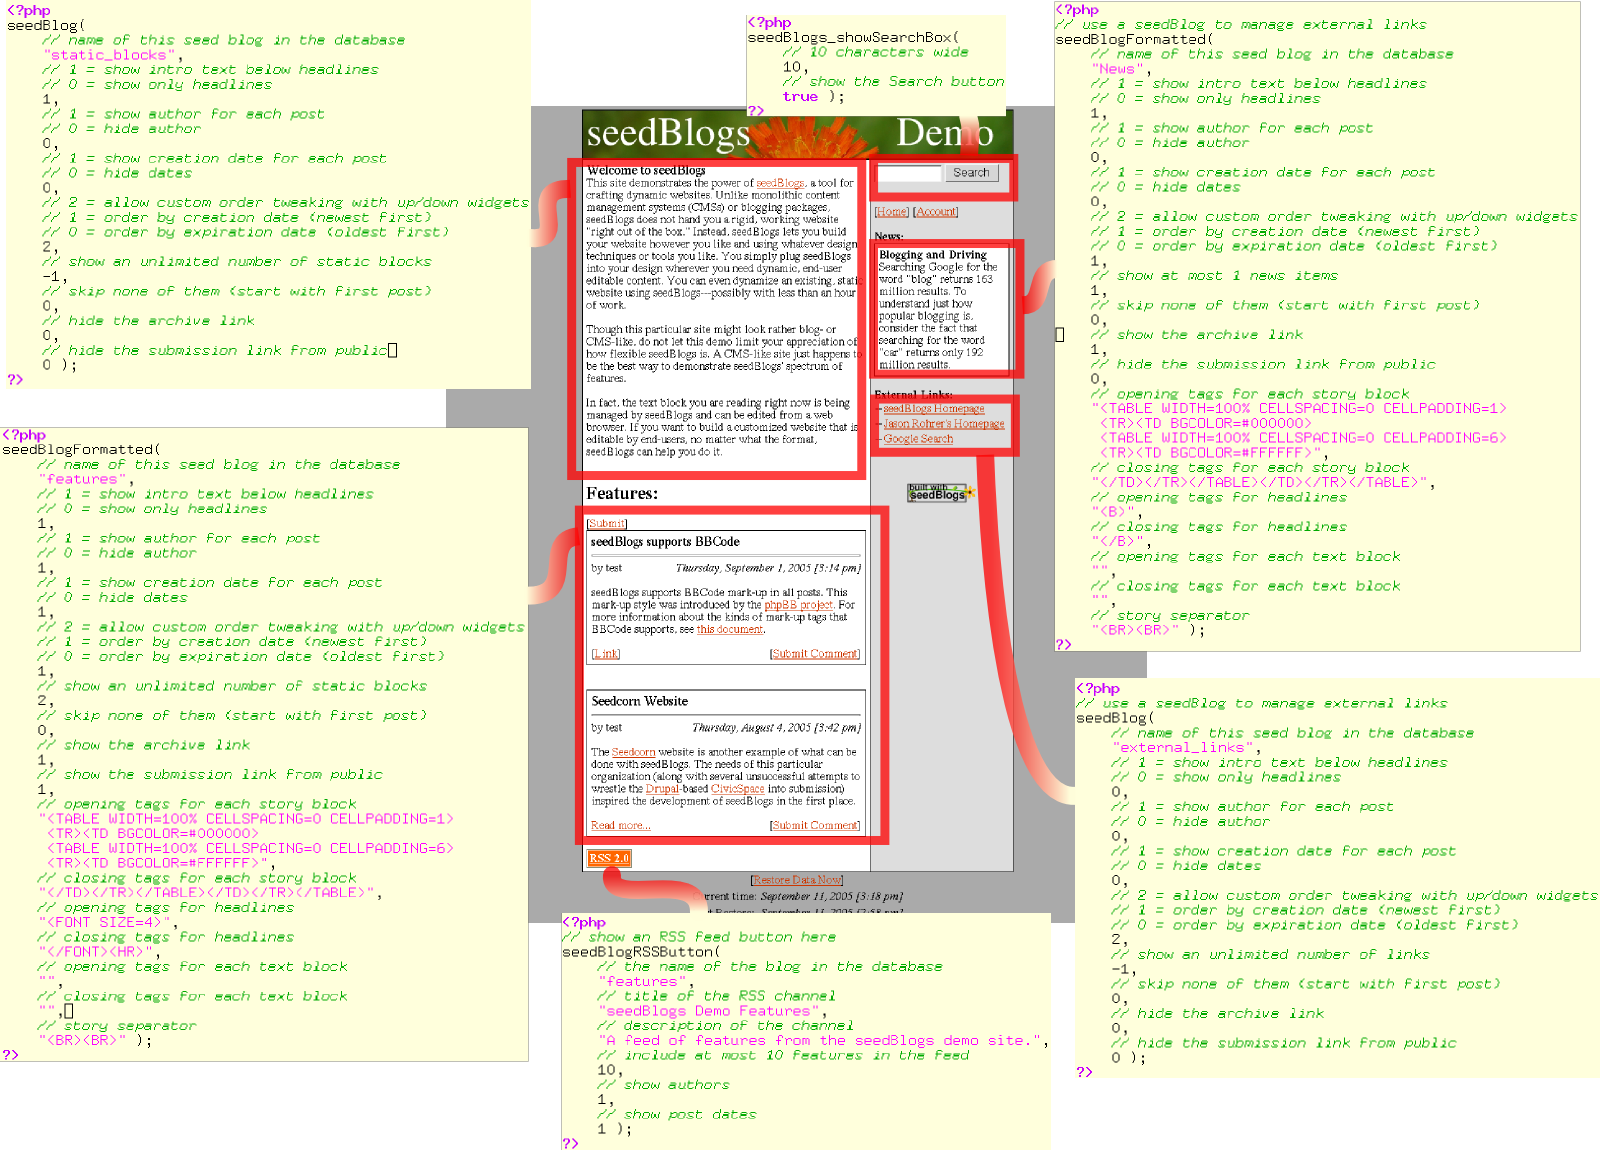 <?php
seedBlog(
// name of this seed blog in the database
"static_blocks",
// 1 = show intro text below headlines
// 0 = show only headlines
1,
// 1 = show author for each post
// 0 = hide author
0,
// 1 = show creation date for each post
// 0 = hide dates
0,
// 2 = allow custom order tweaking with up/down widgets
// 1 = order by creation date (newest first)
// 0 = order by expiration date (oldest first)
2,
// show an unlimited number of static blocks
-1,
// skip none of them (start with first post)
0,
// hide the archive link
0,
// hide the submission link from public
0 );
?>
<?php
seedBlogFormatted(
// name of this seed blog in the database
"features",
// 1 = show intro text below headlines
// 0 = show only headlines
1,
// 1 = show author for each post
// 0 = hide author
1,
// 1 = show creation date for each post
// 0 = hide dates
1,
// 2 = allow custom order tweaking with up/down widgets
// 1 = order by creation date (newest first)
// 0 = order by expiration date (oldest first)
1,
// show an unlimited number of static blocks
2,
// skip none of them (start with first post)
0,
// show the archive link
1,
// show the submission link from public
1,
// opening tags for each story block
"<TABLE WIDTH=100% CELLSPACING=0 CELLPADDING=1>
<TR><TD BGCOLOR=#000000>
<TABLE WIDTH=100% CELLSPACING=0 CELLPADDING=6>
<TR><TD BGCOLOR=#FFFFFF>",
// closing tags for each story block
"</TD></TR></TABLE></TD></TR></TABLE>",
// opening tags for headlines
"<FONT SIZE=4>",
// closing tags for headlines
"</FONT><HR>",
// opening tags for each text block
"",
// closing tags for each text block
"",
// story separator
"<BR><BR>" );
?>
<?php
seedBlogs_showSearchBox(
// 10 characters wide
10,
// show the Search button
true );
?>
seedBlogs Demo
Welcome to seedBlogs
This site demonstrates the power of seedBlogs, a tool for
crafting dynamic websites. Unlike monolithic content
management systems (CMSs) or blogging packages,
seedBlogs does not hand you a rigid, working website
"right out of the box." Instead, seedBlogs lets you build
your website however you like and using whatever design
techniques or tools you like. You simply plug seedBlogs
into your design wherever you need dynamic, end-user
editable content. You can even dynamize an existing, static
website using seedBlogs---possibly with less than an hour
of work.
Though this particular site might look rather blog- or
CMS-like, do not let this demo limit your appreciation of
how flexible seedBlogs is. A CMS-like site just happens to
be the best way to demonstrate seedBlogs' spectrum of
features.
In fact, the text block you are reading right now is being
managed by seedBlogs and can be edited from a web
browser. If you want to build a customized website that is
editable by end-users, no matter what the format,
seedBlogs can help you do it.
Features:
[Submit]
seedBlogs supports BBCode
by test Thursday, September 1, 2005 [3:14 pm]
seedBlogs supports BBCode mark-up in all posts. This
mark-up style was introduced by the phpBB project. For
more information about the kinds of mark-up tags that
BBCode supports, see this document.
[Link] [Submit Comment]
Seedcorn Website
by test Thursday, August 4, 2005 [3:42 pm]
The Seedcorn website is another example of what can be
done with seedBlogs. The needs of this particular
organization (along with several unsuccessful attempts to
wrestle the Drupal-based CivicSpace into submission)
inspired the development of seedBlogs in the first place.
Read more... [Submit Comment]
RSS 2.0
Search
[Home] [Account]
News:
Blogging and Driving
Searching Google for the
word "blog" returns 163
million results. To
understand just how
popular blogging is,
consider the fact that
searching for the word
"car" returns only 192
million results.
External Links:
- seedBlogs Homepage
- Jason Rohrer's Homepage
- Google Search
built with
seedBlogs
[Restore Data Now]
urrent time: September 11, 2005 [3:18 pm]
t Restore: September 11, 2005 [2:58 pm]
<?php
// show an RSS feed button here
seedBlogRSSButton(
// the name of the blog in the database
"features",
// title of the RSS channel
"seedBlogs Demo Features",
// description of the channel
"A feed of features from the seedBlogs demo site.",
// include at most 10 features in the feed
10,
// show authors
1,
// show post dates
1 );
?>
<?php
// use a seedBlog to manage external links
seedBlogFormatted(
// name of this seed blog in the database
"News",
// 1 = show intro text below headlines
// 0 = show only headlines
1,
// 1 = show author for each post
// 0 = hide author
0,
// 1 = show creation date for each post
// 0 = hide dates
0,
// 2 = allow custom order tweaking with up/down widgets
// 1 = order by creation date (newest first)
// 0 = order by expiration date (oldest first)
1,
// show at most 1 news items
1,
// skip none of them (start with first post)
0,
// show the archive link
1,
// hide the submission link from public
0,
// opening tags for each story block
"<TABLE WIDTH=100% CELLSPACING=0 CELLPADDING=1>
<TR><TD BGCOLOR=#000000>
<TABLE WIDTH=100% CELLSPACING=0 CELLPADDING=6>
<TR><TD BGCOLOR=#FFFFFF>",
// closing tags for each story block
"</TD></TR></TABLE></TD></TR></TABLE>",
// opening tags for headlines
"<B>",
// closing tags for headlines
"</B>",
// opening tags for each text block
"",
// closing tags for each text block
"",
// story separator
"<BR><BR>" );
?>
<?php
// use a seedBlog to manage external links
seedBlog(
// name of this seed blog in the database
"external_links",
// 1 = show intro text below headlines
// 0 = show only headlines
0,
// 1 = show author for each post
// 0 = hide author
0,
// 1 = show creation date for each post
// 0 = hide dates
0,
// 2 = allow custom order tweaking with up/down widgets
// 1 = order by creation date (newest first)
// 0 = order by expiration date (oldest first)
2,
// show an unlimited number of links
-1,
// skip none of them (start with first post)
0,
// hide the archive link
0,
// hide the submission link from public
0 );
?>